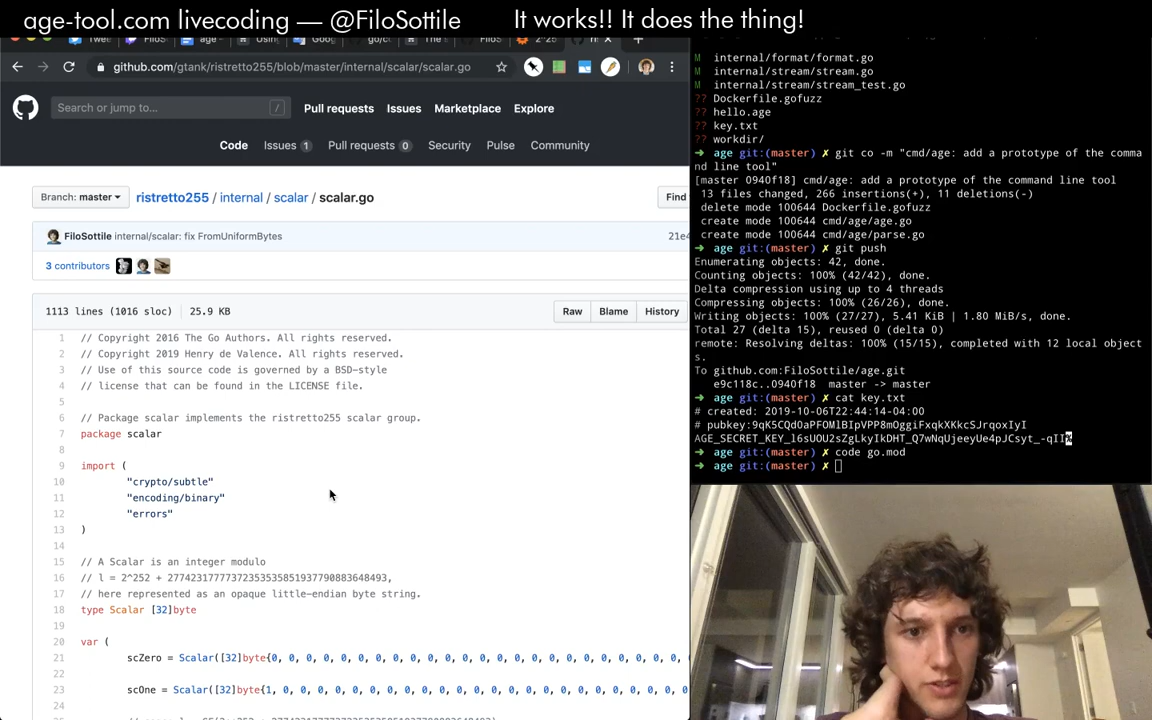 age-tool.com livecoding — @FiloSottile
It works!! It does the thing!
github.com/gtank/ristretto255/blob/master/internal/scalar/scalar.go
Search or jump to...
/
Pull requests
Issues
Marketplace
Explore
Code
Issues 1
Pull requests 0
Security
Pulse
Community
Branch: master
ristretto255 / internal / scalar / scalar.go
Find
FiloSottile internal/scalar: fix FromUniformBytes
21e4
3 contributors
1113 lines (1016 sloc) 25.9 KB
Raw
Blame
History
1 // Copyright 2016 The Go Authors. All rights reserved.
2 // Copyright 2019 Henry de Valence. All rights reserved.
3 // Use of this source code is governed by a BSD-style
4 // license that can be found in the LICENSE file.
5
6 // Package scalar implements the ristretto255 scalar group.
7 package scalar
8
9 import (
10 "crypto/subtle"
11 "encoding/binary"
12 "errors"
13 )
14
15 // A Scalar is an integer modulo
16 // l = 2^252 + 27742317777372353535851937790883648493,
17 // here represented as an opaque little-endian byte string.
18 type Scalar [32]byte
19
20 var (
21 scZero = Scalar([32]byte{0, 0, 0, 0, 0, 0, 0, 0, 0, 0, 0, 0, 0, 0, 0, 0, 0, 0, 0, 0, 0, 0, 0, 0,
22
23 scOne = Scalar([32]byte{1, 0, 0, 0, 0, 0, 0, 0, 0, 0, 0, 0, 0, 0, 0, 0, 0, 0, 0, 0, 0, 0, 0, 0
24
M internal/format/format.go
M internal/stream/stream.go
M internal/stream/stream_test.go
?? Dockerfile.gofuzz
?? hello.age
?? key.txt
?? workdir/
➜ age git:(master) ✗ git co -m "cmd/age: add a prototype of the comma
nd line tool"
[master 0940f18] cmd/age: add a prototype of the command line tool
13 files changed, 266 insertions(+), 11 deletions(-)
delete mode 100644 Dockerfile.gofuzz
create mode 100644 cmd/age/age.go
create mode 100644 cmd/age/parse.go
➜ age git:(master) ✗ git push
Enumerating objects: 42, done.
Counting objects: 100% (42/42), done.
Delta compression using up to 4 threads
Compressing objects: 100% (26/26), done.
Writing objects: 100% (27/27), 5.41 KiB | 1.80 MiB/s, done.
Total 27 (delta 15), reused 0 (delta 0)
remote: Resolving deltas: 100% (15/15), completed with 12 local object
s.
To github.com:FiloSottile/age.git
e9c118c..0940f18 master -> master
➜ age git:(master) ✗ cat key.txt
# created: 2019-10-06T22:44:14-04:00
# pubkey:9qK5CQdOaPFOMlBIpVPP8mOggiFxqkXKkcSJrqoxIyI
AGE_SECRET_KEY_l6sUOU2sZgLkyIkDHT_Q7wNqUjeeyUe4pJCsyt_-qII%
➜ age git:(master) ✗ code go.mod
➜ age git:(master) ✗